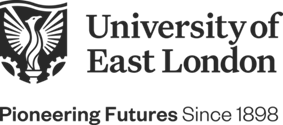 University of
East London
Pioneering Futures Since 1898